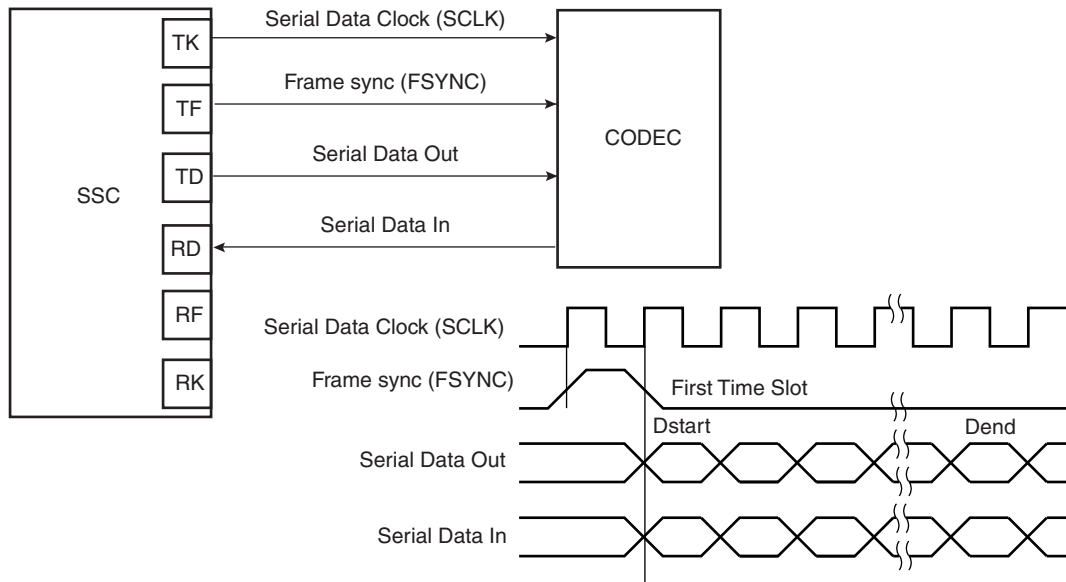 Serial Data Clock (SCLK)
TK
Frame sync (FSYNC)
TF
CODEC
Serial Data Out
TD
SSC
Serial Data In
RD
RF
Serial Data Clock (SCLK)
RK
Frame sync (FSYNC)
First Time Slot
Dstart
Dend
Serial Data Out
Serial Data In